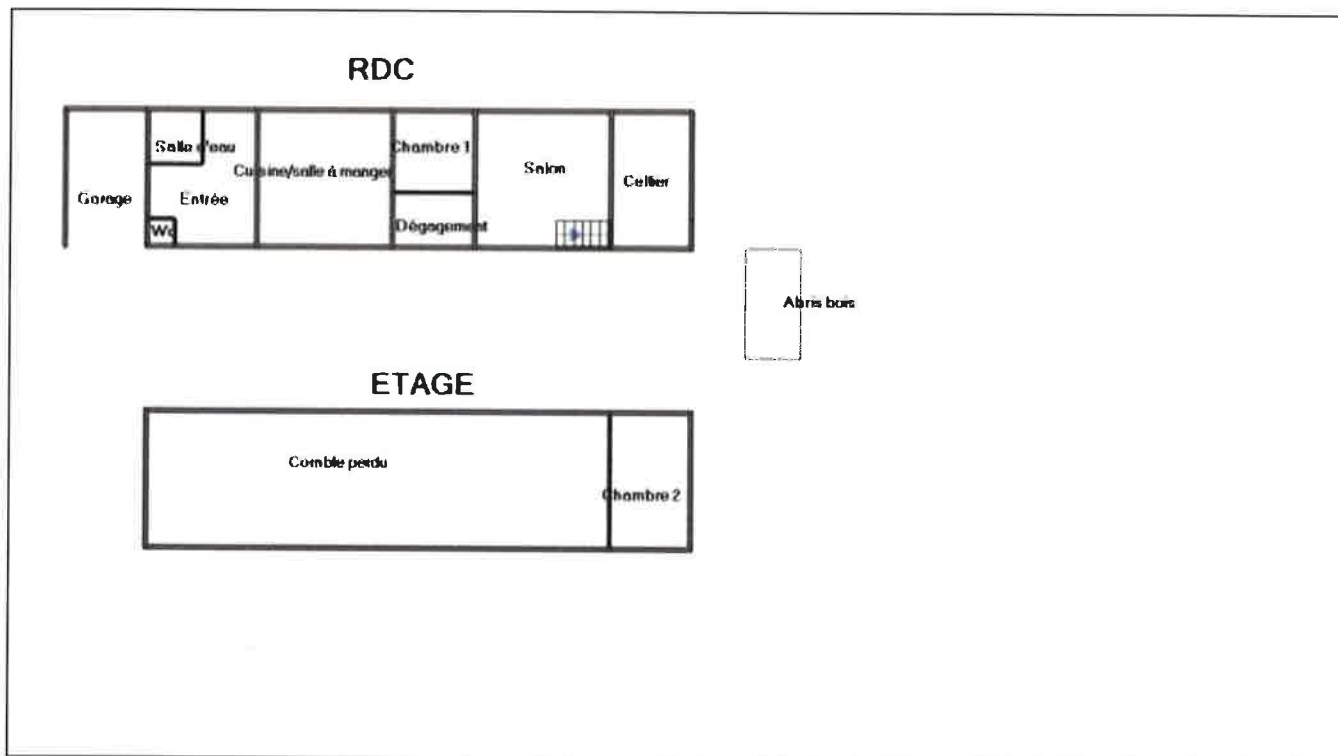 RDC
Salle d'eau
Chambre 1
Cuisine/salle à manger
Salon
Cellier
Garage
Entrée
Wc
Dégagement
Abris bois
ETAGE
Comble perdu
Chambre 2